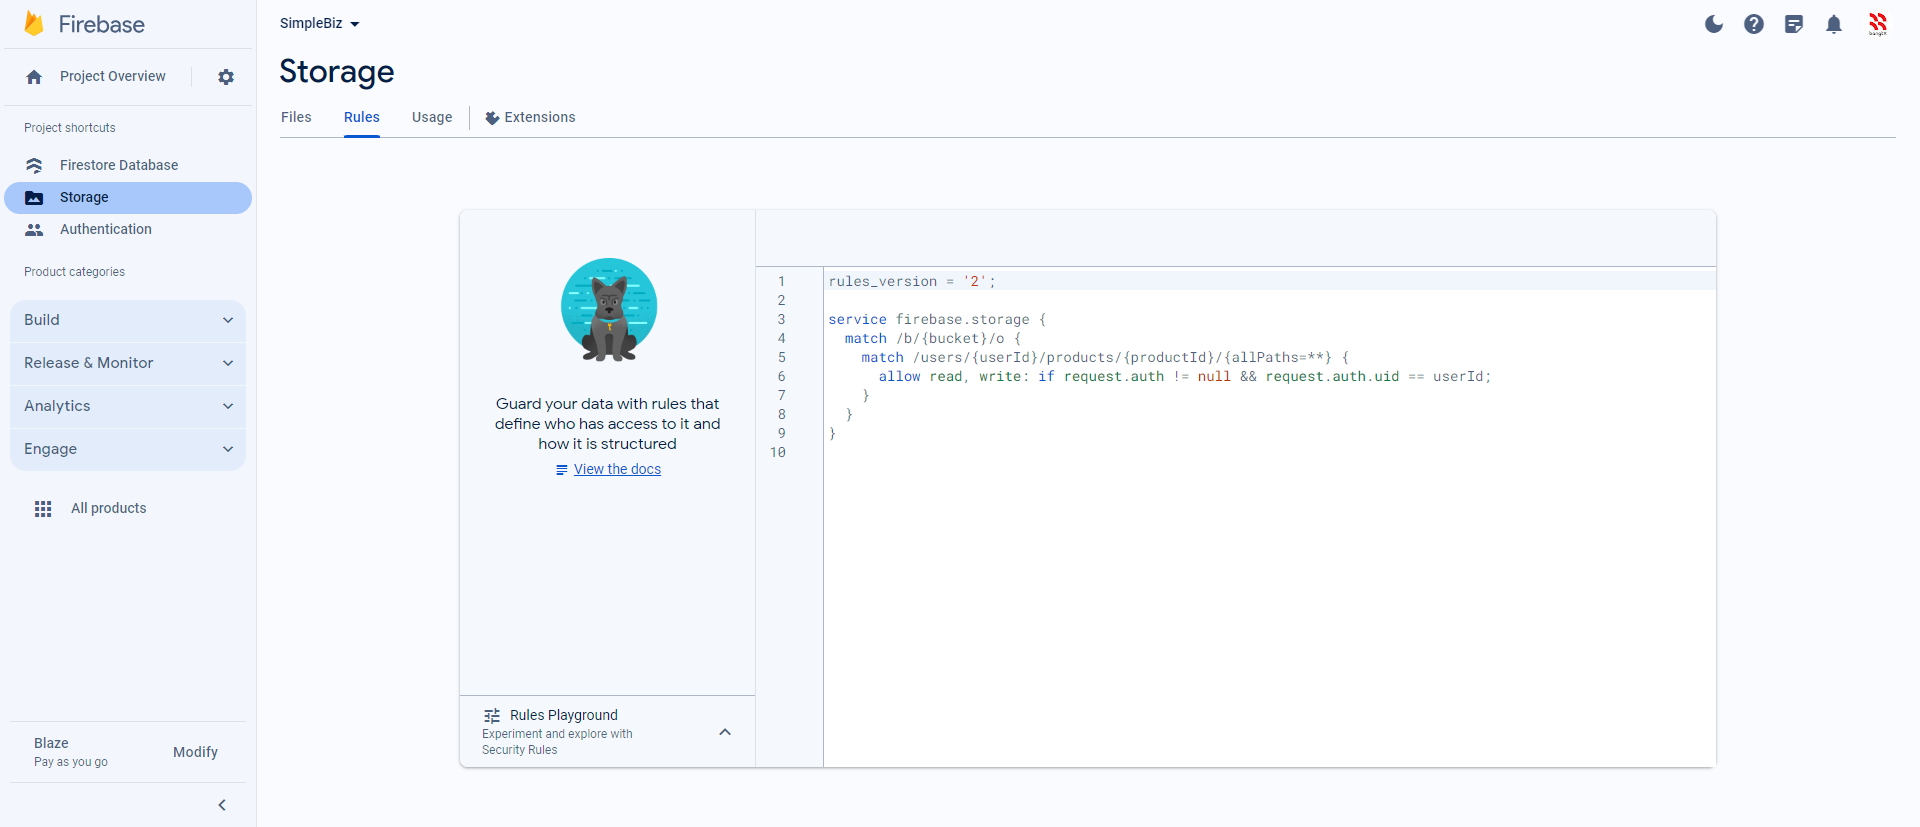 Firebase
Project Overview
Project shortcuts
Firestore Database
Storage
Authentication
Product categories
Build
Release & Monitor
Analytics
Engage
All products
Blaze
Pay as you go
Modify
SimpleBiz
Storage
Files Rules Usage Extensions
Guard your data with rules that
define who has access to it and
how it is structured
View the docs
Rules Playground
Experiment and explore with
Security Rules
1 rules_version = '2';
2
3 service firebase.storage {
4   match /b/{bucket}/o {
5     match /users/{userId}/products/{productId}/{allPaths=**} {
6       allow read, write: if request.auth != null && request.auth.uid == userId;
7     }
8   }
9 }
10